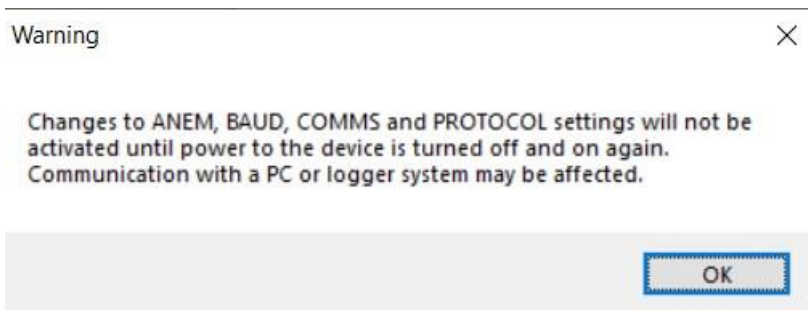 Warning
Changes to ANEM, BAUD, COMMS and PROTOCOL settings will not be
activated until power to the device is turned off and on again.
Communication with a PC or logger system may be affected.
OK